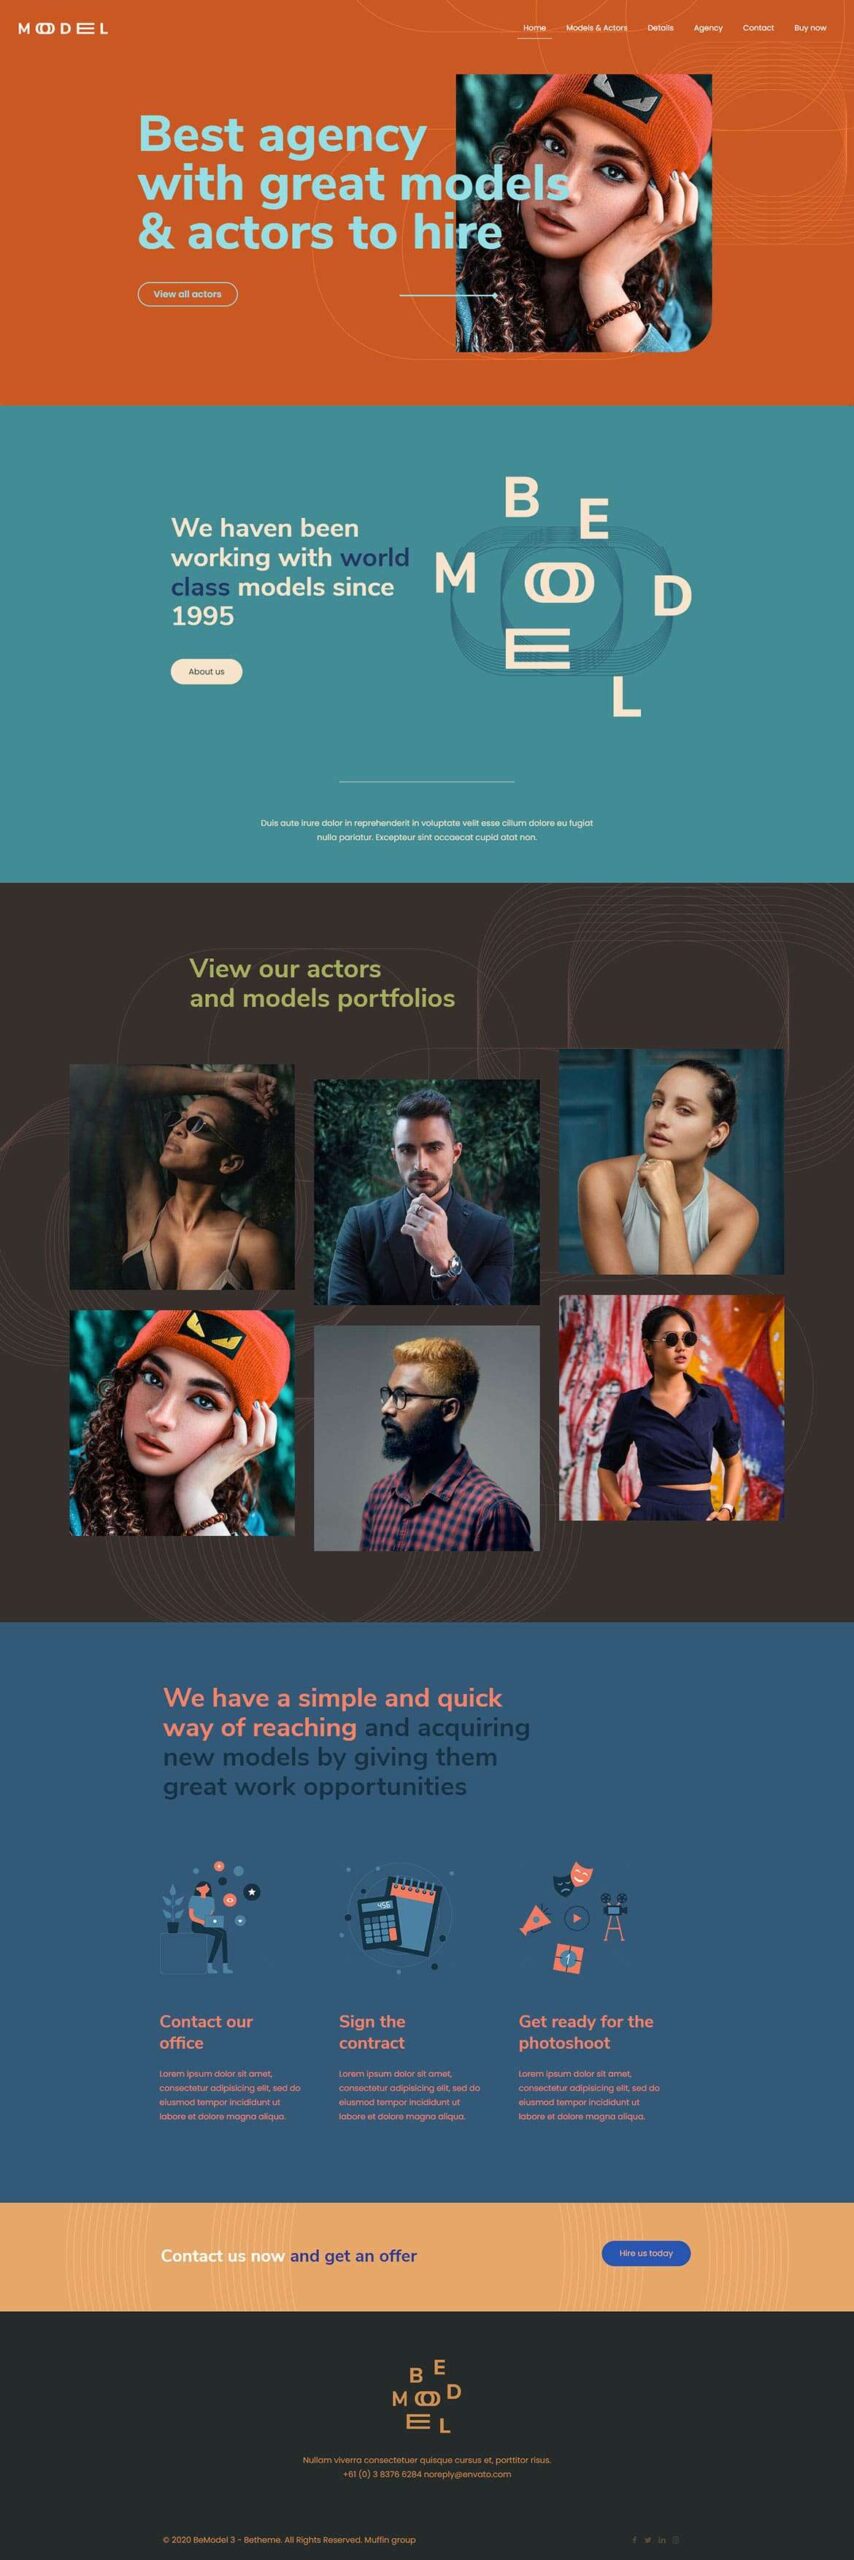 MOODEL
Home Models & Actors Details Agency Contact Buy now
Best agency
with great models
& actors to hire
View all actors
We haven been
working with world
class models since
1995
About us
B E
M OO D
E
L
Duis aute irure dolor in reprehenderit in voluptate velit esse cillum dolore eu fugiat
nulla pariatur. Excepteur sint occaecat cupid atat non.
View our actors
and models portfolios
We have a simple and quick
way of reaching and acquiring
new models by giving them
great work opportunities
456
1
Contact our
office
Lorem ipsum dolor sit amet,
consectetur adipisicing elit, sed do
eiusmod tempor incididunt ut
labore et dolore magna aliqua.
Sign the
contract
Lorem ipsum dolor sit amet,
consectetur adipisicing elit, sed do
eiusmod tempor incididunt ut
labore et dolore magna aliqua.
Get ready for the
photoshoot
Lorem ipsum dolor sit amet,
consectetur adipisicing elit, sed do
eiusmod tempor incididunt ut
labore et dolore magna aliqua.
Contact us now and get an offer
Hire us today
B E
M OO D
E L
Nullam viverra consectetuer quisque cursus et, porttitor risus.
+61 (0) 3 8376 6284 noreply@envato.com
© 2020 BeModel 3 - Betheme. All Rights Reserved. Muffin group